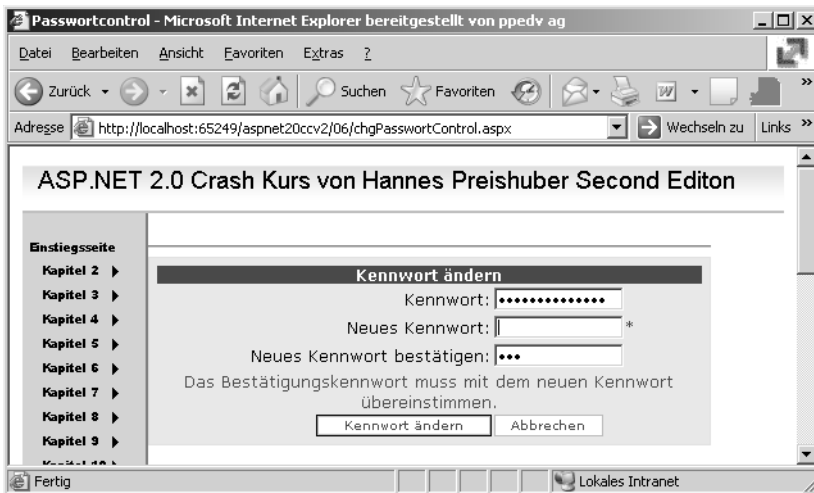 Passwortcontrol - Microsoft Internet Explorer bereitgestellt von ppedv ag
Datei Bearbeiten Ansicht Favoriten Extras ?
Zurück Suchen Favoriten »
Adresse http://localhost:65249/aspnet20ccv2/06/chgPasswortControl.aspx Wechseln zu Links »
ASP.NET 2.0 Crash Kurs von Hannes Preishuber Second Editon
Einstiegsseite
Kapitel 2
Kapitel 3
Kapitel 4
Kapitel 5
Kapitel 6
Kapitel 7
Kapitel 8
Kapitel 9
Kapitel 10
Kennwort ändern
Kennwort: ••••••••••••••
Neues Kennwort: *
Neues Kennwort bestätigen: •••
Das Bestätigungskennwort muss mit dem neuen Kennwort
übereinstimmen.
Kennwort ändern Abbrechen
Fertig Lokales Intranet